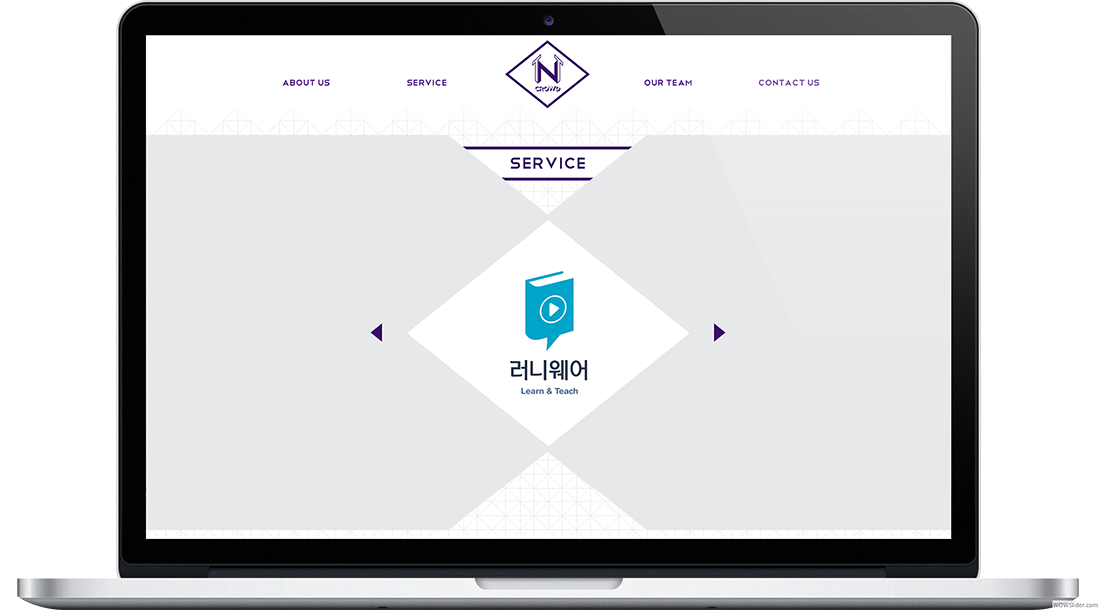 ABOUT US
SERVICE
N
CROWD
OUR TEAM
CONTACT US
SERVICE
러니웨어
Learn & Teach
WOWSlider.com